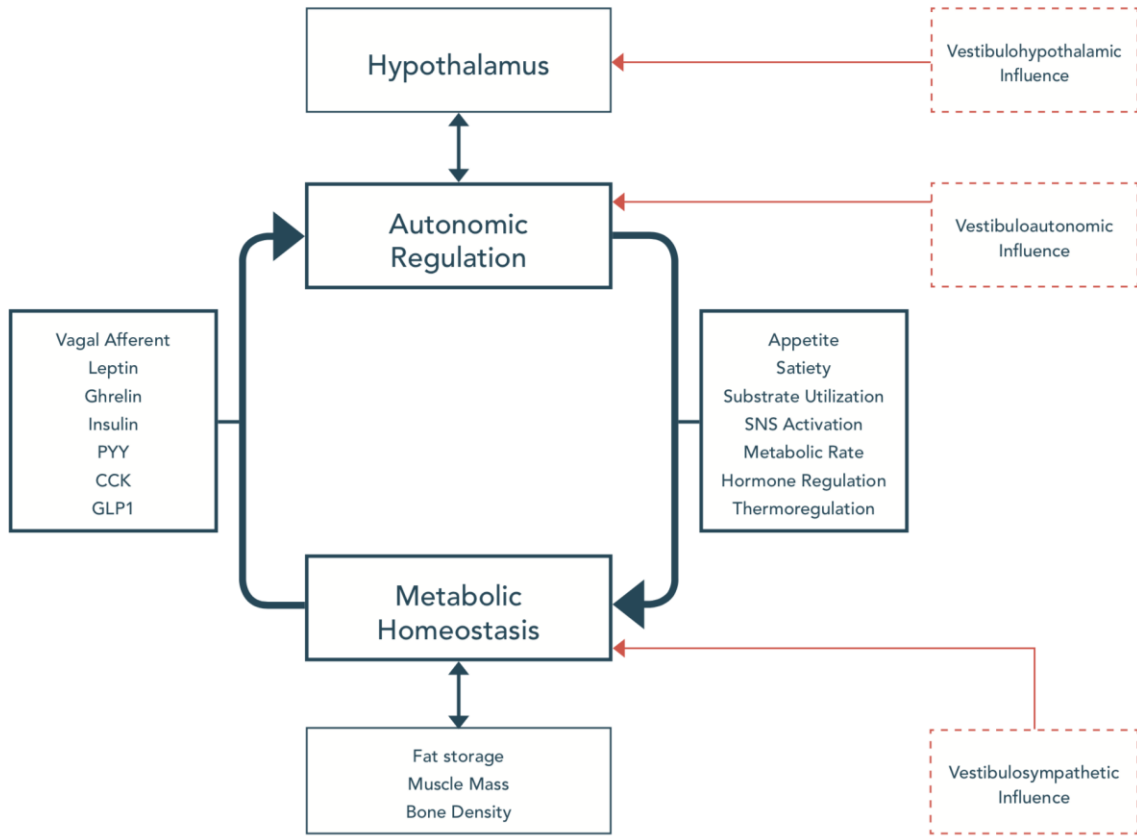 Hypothalamus
Vestibulohypothalamic
Influence
Autonomic
Regulation
Vestibuloautonomic
Influence
Vagal Afferent
Leptin
Ghrelin
Insulin
PYY
CCK
GLP1
Appetite
Satiety
Substrate Utilization
SNS Activation
Metabolic Rate
Hormone Regulation
Thermoregulation
Metabolic
Homeostasis
Fat storage
Muscle Mass
Bone Density
Vestibulosympathetic
Influence